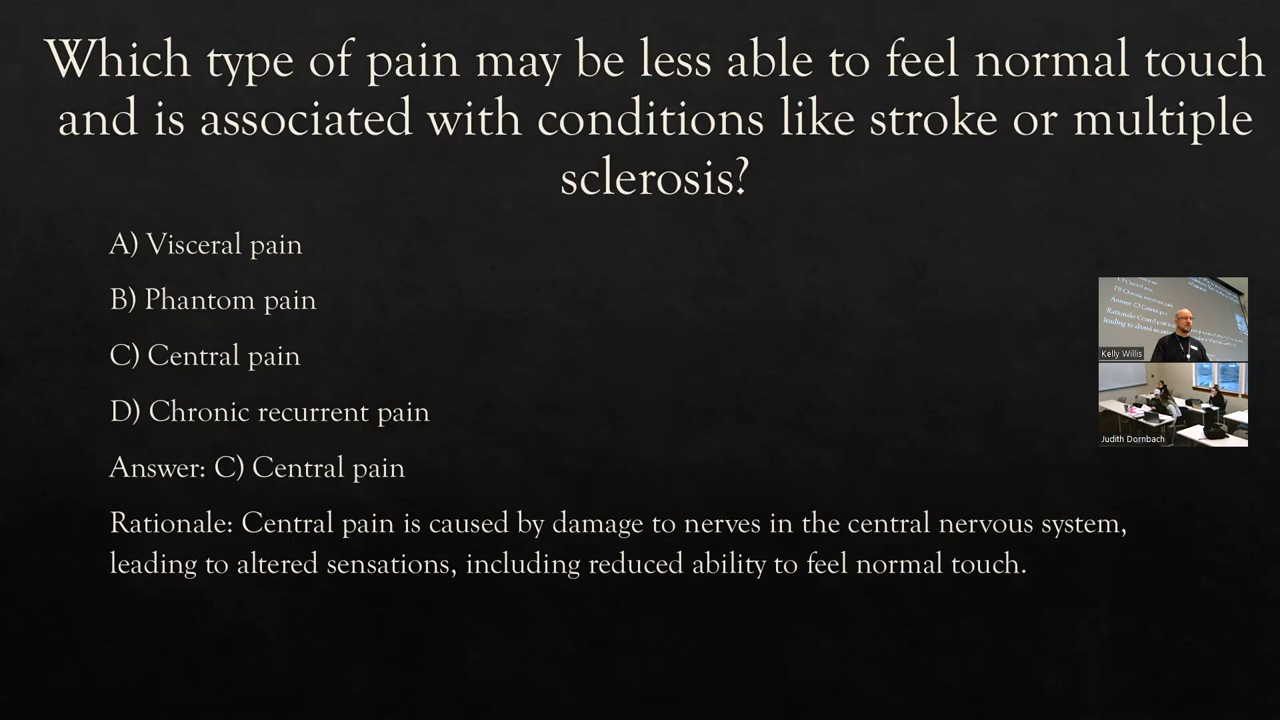 Which type of pain may be less able to feel normal touch
and is associated with conditions like stroke or multiple
sclerosis?
A) Visceral pain
B) Phantom pain
C) Central pain
D) Chronic recurrent pain
Answer: C) Central pain
Rationale: Central pain is caused by damage to nerves in the central nervous system,
leading to altered sensations, including reduced ability to feel normal touch.
Kelly Willis
Judith Dornbach